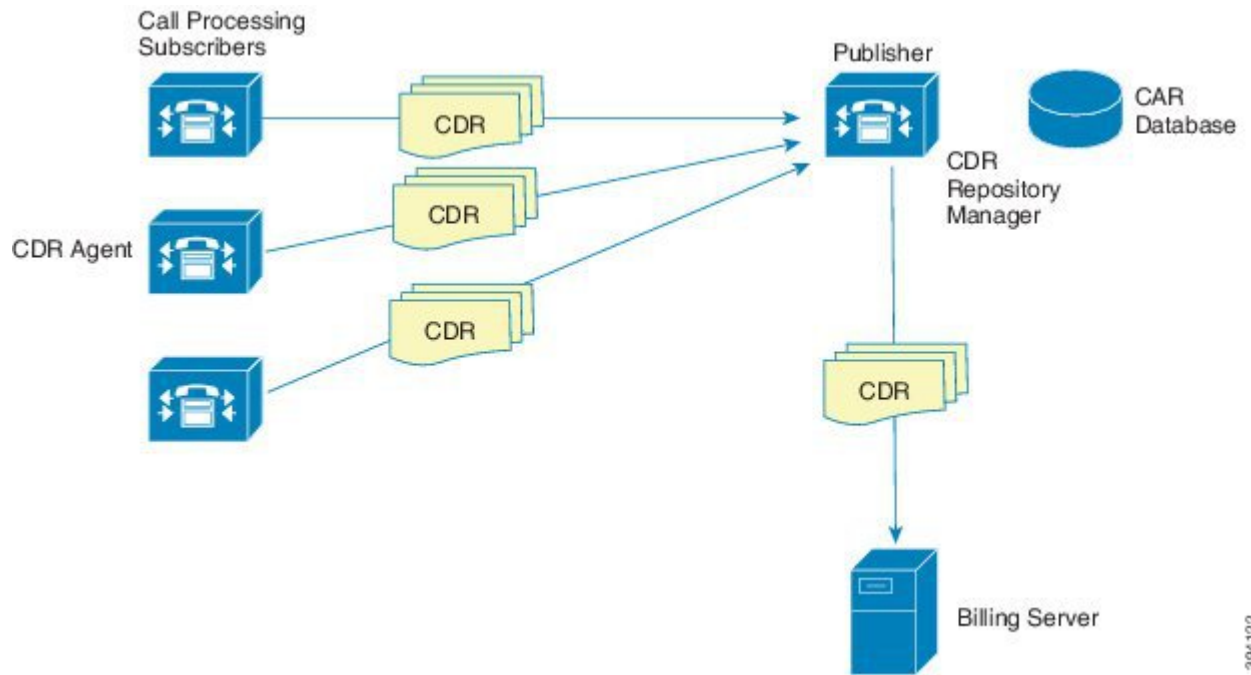 Call Processing
Subscribers
Publisher
CAR
Database
CDR
CDR
Repository
Manager
CDR
CDR Agent
CDR
CDR
Billing Server